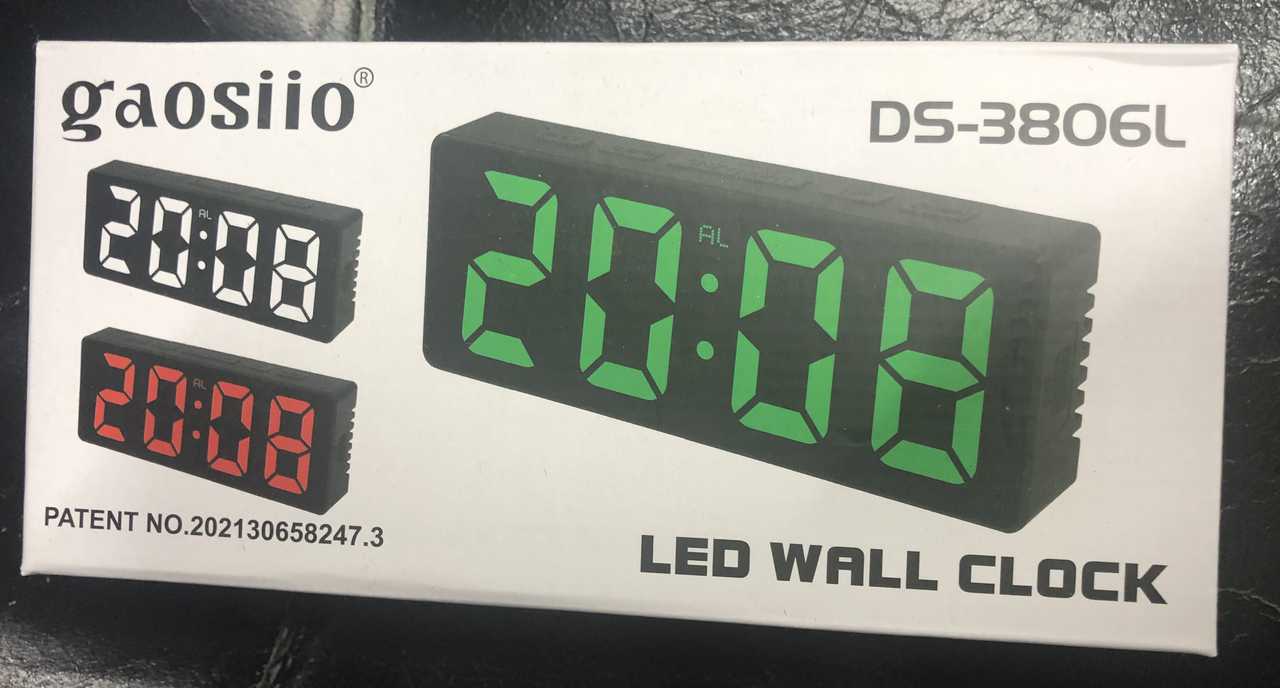 gaosiio®
DS-3806L
AL
20:08
AL
20:08
AL
20:08
PATENT NO.202130658247.3
LED WALL CLOCK